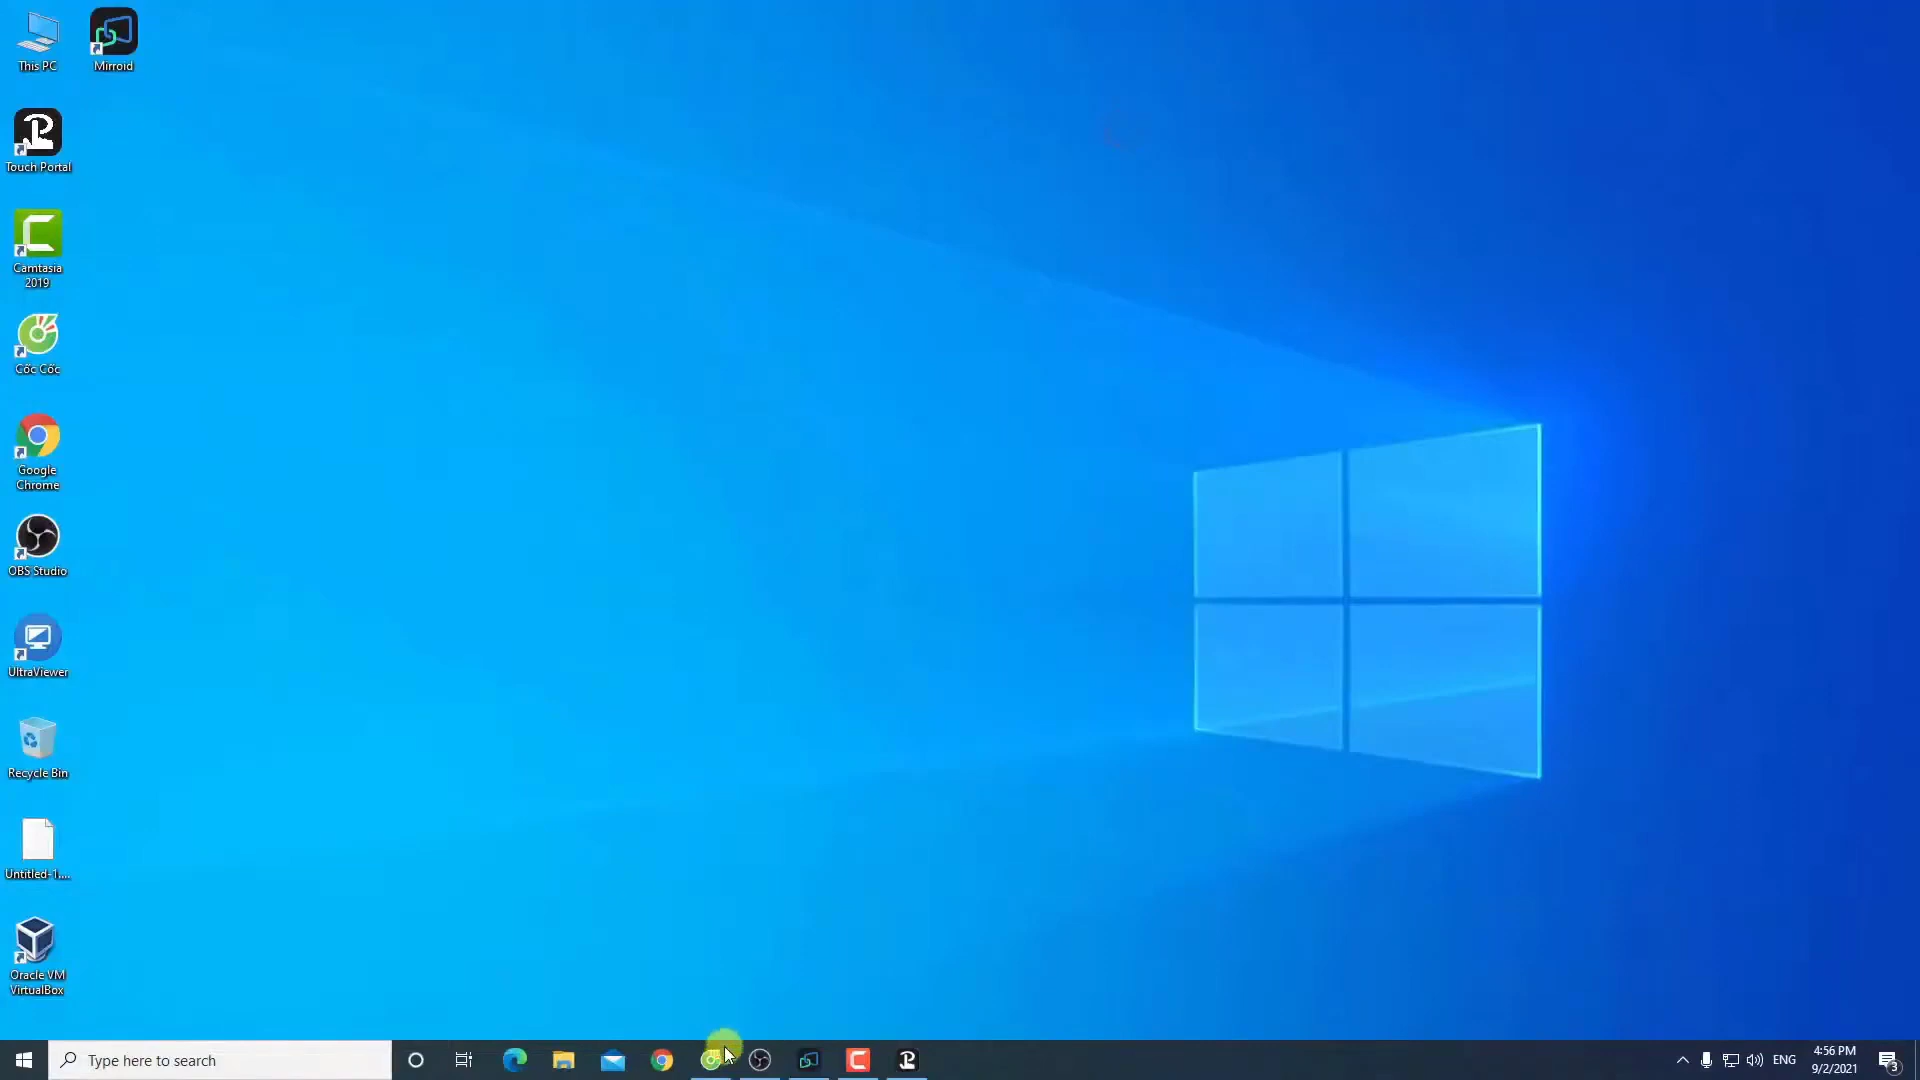 This PC
Mirroid
Touch Portal
Camtasia
2019
Cốc Cốc
Google
Chrome
OBS Studio
UltraViewer
Recycle Bin
Untitled-1....
Oracle VM
VirtualBox
Type here to search
ENG
4:56 PM
9/2/2021
3